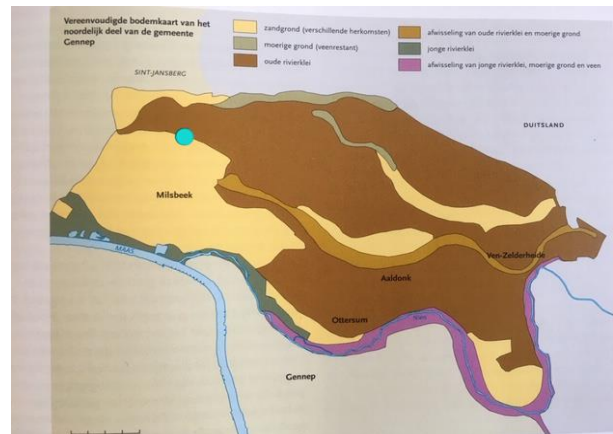 Vereenvoudigde bodemkaart van het
noordelijk deel van de gemeente
Gennep
zandgrond (verschillende herkomsten)
moerige grond (veenrestant)
oude rivierklei
afwisseling van oude rivierklei en moerige grond
jonge rivierklei
afwisseling van jonge rivierklei, moerige grond en veen
SINT-JANSBERG
DUITSLAND
Milsbeek
MAAS
Ven-Zelderheide
Aaldonk
Ottersum
Gennep